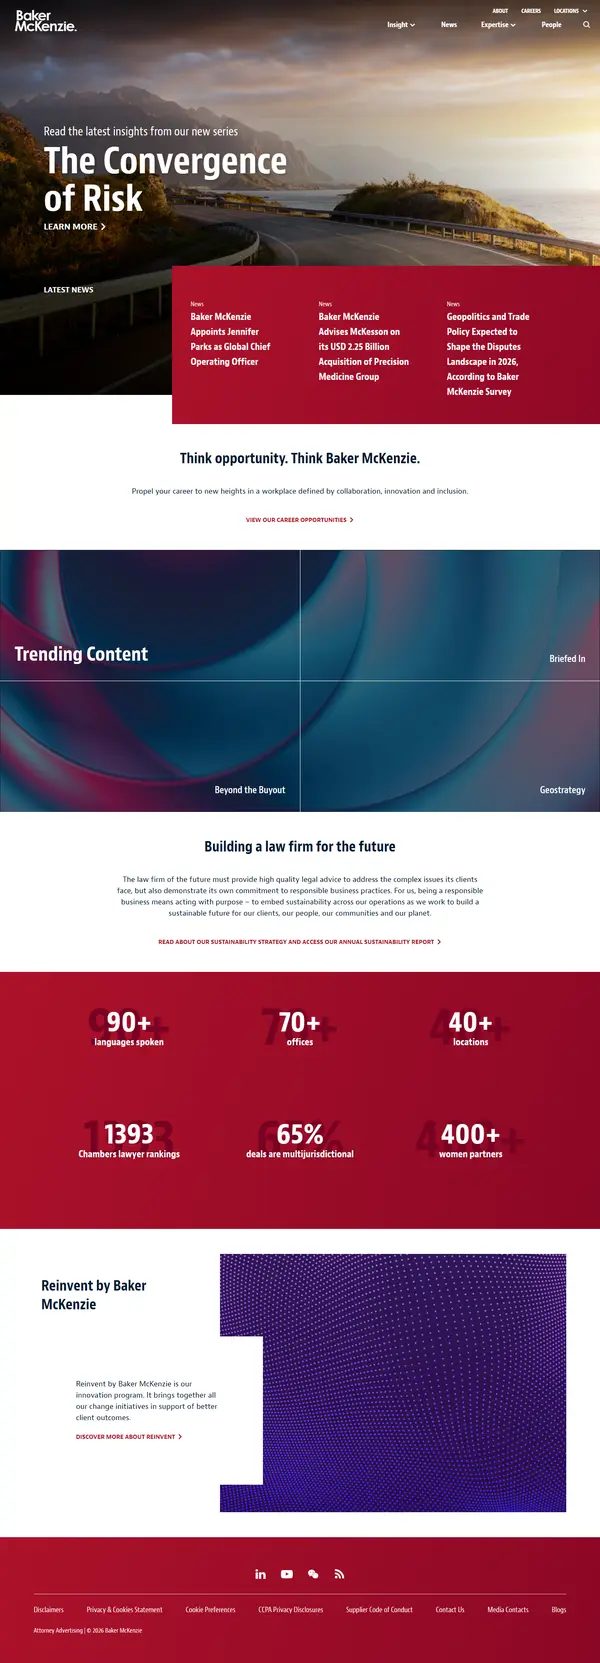 Baker
McKenzie.
ABOUT CAREERS LOCATIONS
Insight News Expertise People
Read the latest insights from our new series
The Convergence
of Risk
LEARN MORE
LATEST NEWS
News
Baker McKenzie
Appoints Jennifer
Parks as Global Chief
Operating Officer
News
Baker McKenzie
Advises McKesson on
its USD 2.25 Billion
Acquisition of Precision
Medicine Group
News
Geopolitics and Trade
Policy Expected to
Shape the Disputes
Landscape in 2026,
According to Baker
McKenzie Survey
Think opportunity. Think Baker McKenzie.
Propel your career to new heights in a workplace defined by collaboration, innovation and inclusion.
VIEW OUR CAREER OPPORTUNITIES
Trending Content
Briefed In
Beyond the Buyout
Geostrategy
Building a law firm for the future
The law firm of the future must provide high quality legal advice to address the complex issues its clients
face, but also demonstrate its own commitment to responsible business practices. For us, being a responsible
business means acting with purpose – to embed sustainability across our operations as we work to build a
sustainable future for our clients, our people, our communities and our planet.
READ ABOUT OUR SUSTAINABILITY STRATEGY AND ACCESS OUR ANNUAL SUSTAINABILITY REPORT
90+
languages spoken
70+
offices
40+
locations
1393
Chambers lawyer rankings
65%
deals are multijurisdictional
400+
women partners
Reinvent by Baker
McKenzie
Reinvent by Baker McKenzie is our
innovation program. It brings together all
our change initiatives in support of better
client outcomes.
DISCOVER MORE ABOUT REINVENT
Disclaimers Privacy & Cookies Statement Cookie Preferences CCPA Privacy Disclosures Supplier Code of Conduct Contact Us Media Contacts Blogs
Attorney Advertising | © 2026 Baker McKenzie